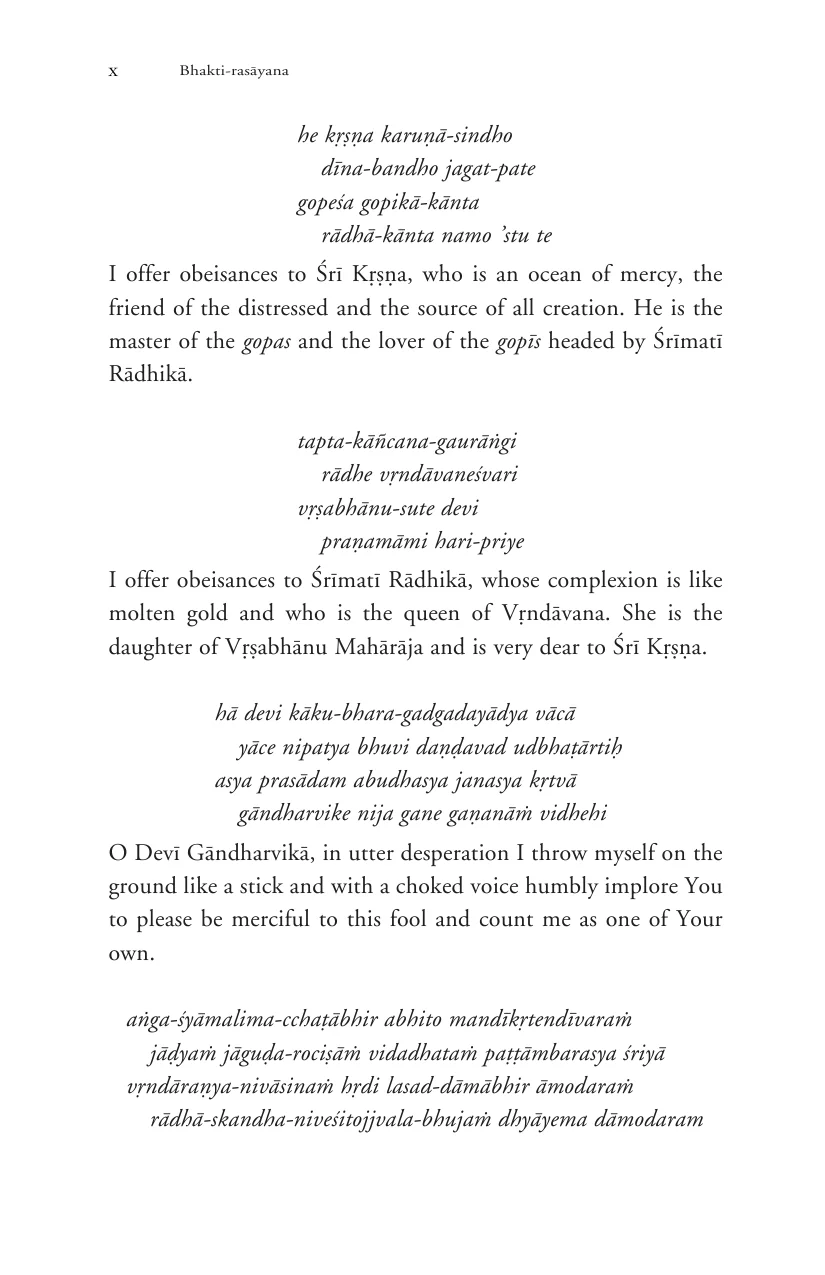 x Bhakti-rasāyana
he kṛṣṇa karuṇā-sindho
dīna-bandho jagat-pate
gopeśa gopikā-kānta
rādhā-kānta namo ’stu te
I offer obeisances to Śrī Kṛṣṇa, who is an ocean of mercy, the
friend of the distressed and the source of all creation. He is the
master of the gopas and the lover of the gopīs headed by Śrīmatī
Rādhikā.
tapta-kāñcana-gaurāṅgi
rādhe vṛndāvaneśvari
vṛṣabhānu-sute devi
praṇamāmi hari-priye
I offer obeisances to Śrīmatī Rādhikā, whose complexion is like
molten gold and who is the queen of Vṛndāvana. She is the
daughter of Vṛṣabhānu Mahārāja and is very dear to Śrī Kṛṣṇa.
hā devi kāku-bhara-gadgadayādya vācā
yāce nipatya bhuvi daṇḍavad udbhaṭārtiḥ
asya prasādam abudhasya janasya kṛtvā
gāndharvike nija gane gaṇanāṁ vidhehi
O Devī Gāndharvikā, in utter desperation I throw myself on the
ground like a stick and with a choked voice humbly implore You
to please be merciful to this fool and count me as one of Your
own.
aṅga-śyāmalima-cchaṭābhir abhito mandīkṛtendīvaraṁ
jāḍyaṁ jāguḍa-rociṣāṁ vidadhataṁ paṭṭāmbarasya śriyā
vṛndāraṇya-nivāsinaṁ hṛdi lasad-dāmābhir āmodaraṁ
rādhā-skandha-niveśitojjvala-bhujaṁ dhyāyema dāmodaram